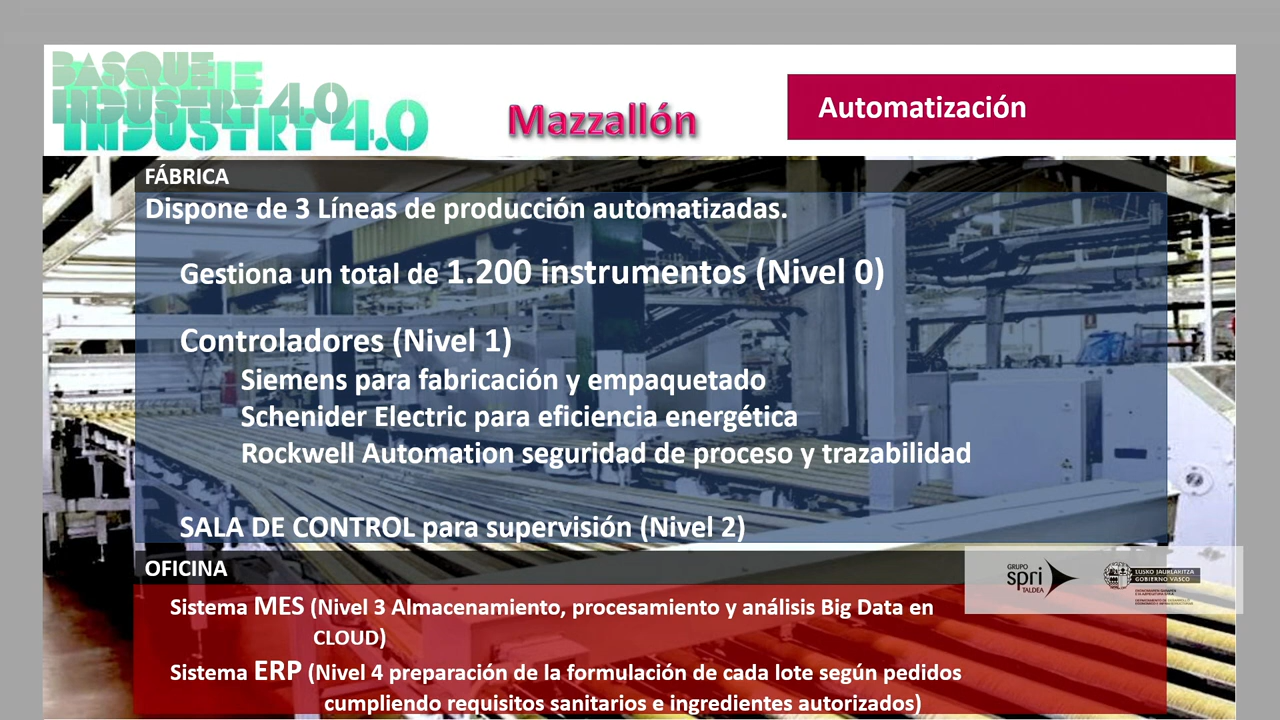 BASQUE
INDUSTRY 4.0
INDUSTRY 4.0
Mazzallón
Automatización
FÁBRICA
Dispone de 3 Líneas de producción automatizadas.
Gestiona un total de 1.200 instrumentos (Nivel 0)
Controladores (Nivel 1)
Siemens para fabricación y empaquetado
Schenider Electric para eficiencia energética
Rockwell Automation seguridad de proceso y trazabilidad
SALA DE CONTROL para supervisión (Nivel 2)
OFICINA
GRUPO
spri
TALDEA
EUSKO JAURLARITZA
GOBIERNO VASCO
Sistema MES (Nivel 3 Almacenamiento, procesamiento y análisis Big Data en
CLOUD)
Sistema ERP (Nivel 4 preparación de la formulación de cada lote según pedidos
cumpliendo requisitos sanitarios e ingredientes autorizados)